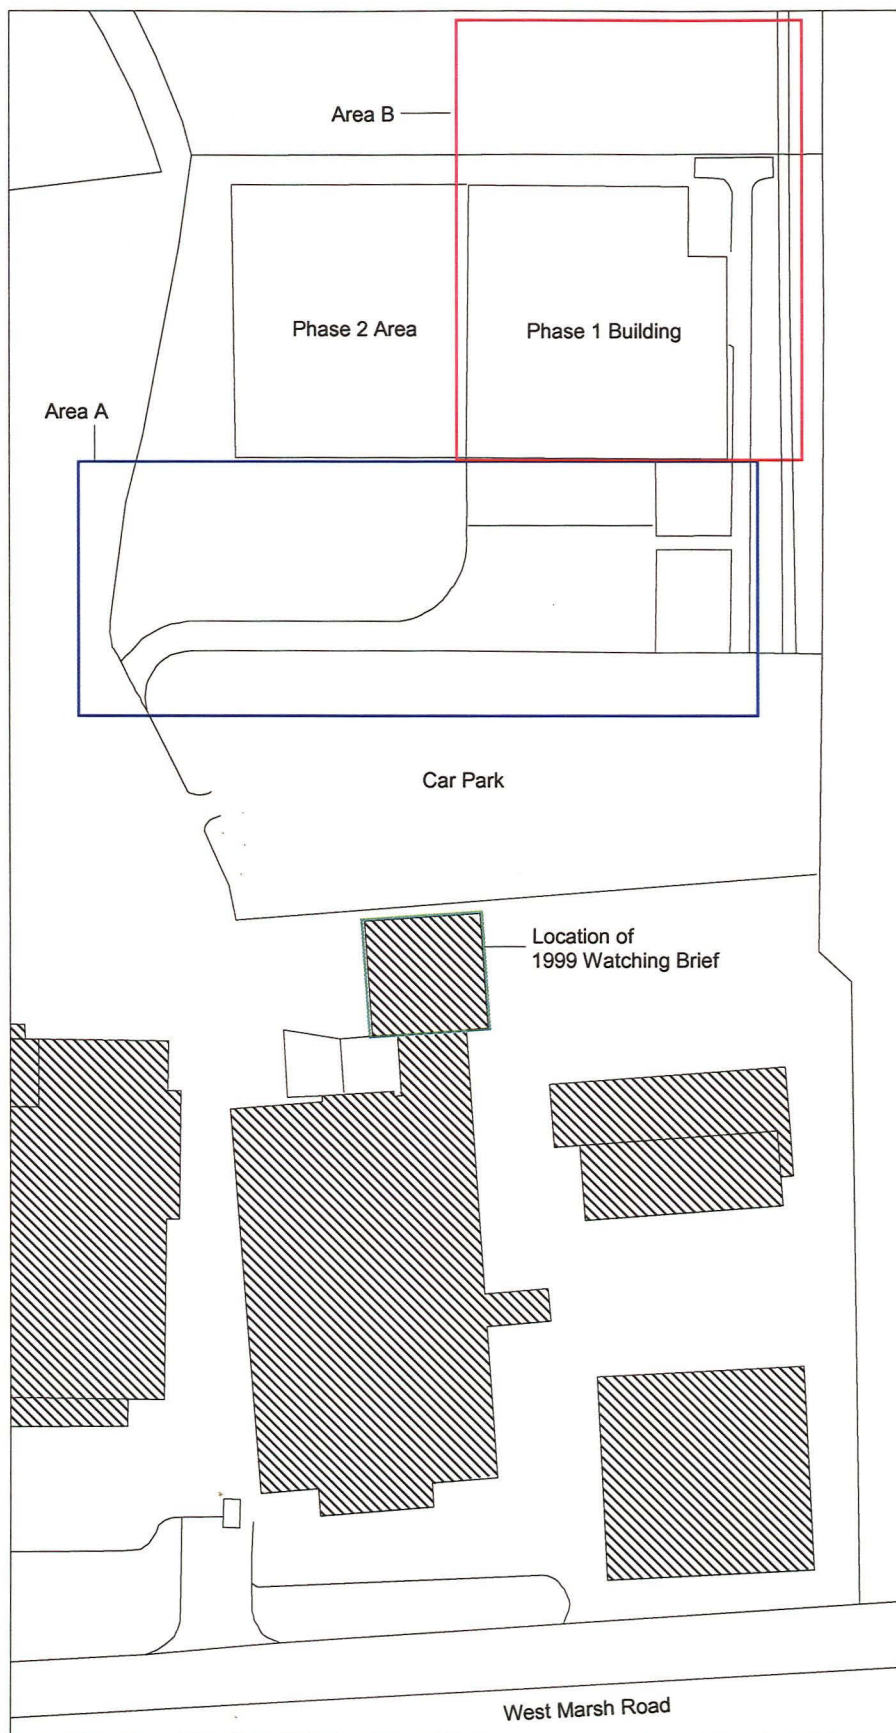 Area B
Phase 2 Area
Phase 1 Building
Area A
Car Park
Location of
1999 Watching Brief
West Marsh Road